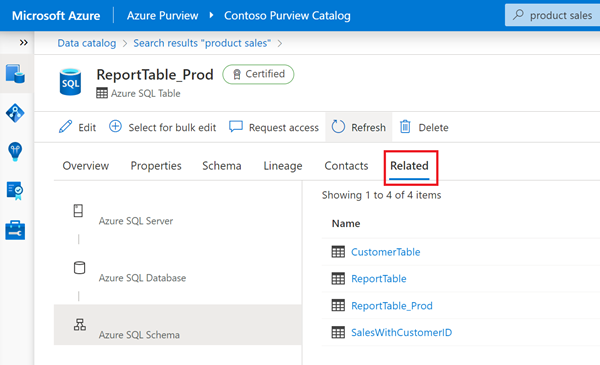 Microsoft Azure Azure Purview > Contoso Purview Catalog product sales
>> Data catalog > Search results "product sales" >
SQL ReportTable_Prod Certified
Azure SQL Table
Edit Select for bulk edit Request access Refresh Delete
Overview Properties Schema Lineage Contacts Related
Showing 1 to 4 of 4 items
Azure SQL Server
Name
CustomerTable
Azure SQL Database
ReportTable
ReportTable_Prod
Azure SQL Schema
SalesWithCustomerID